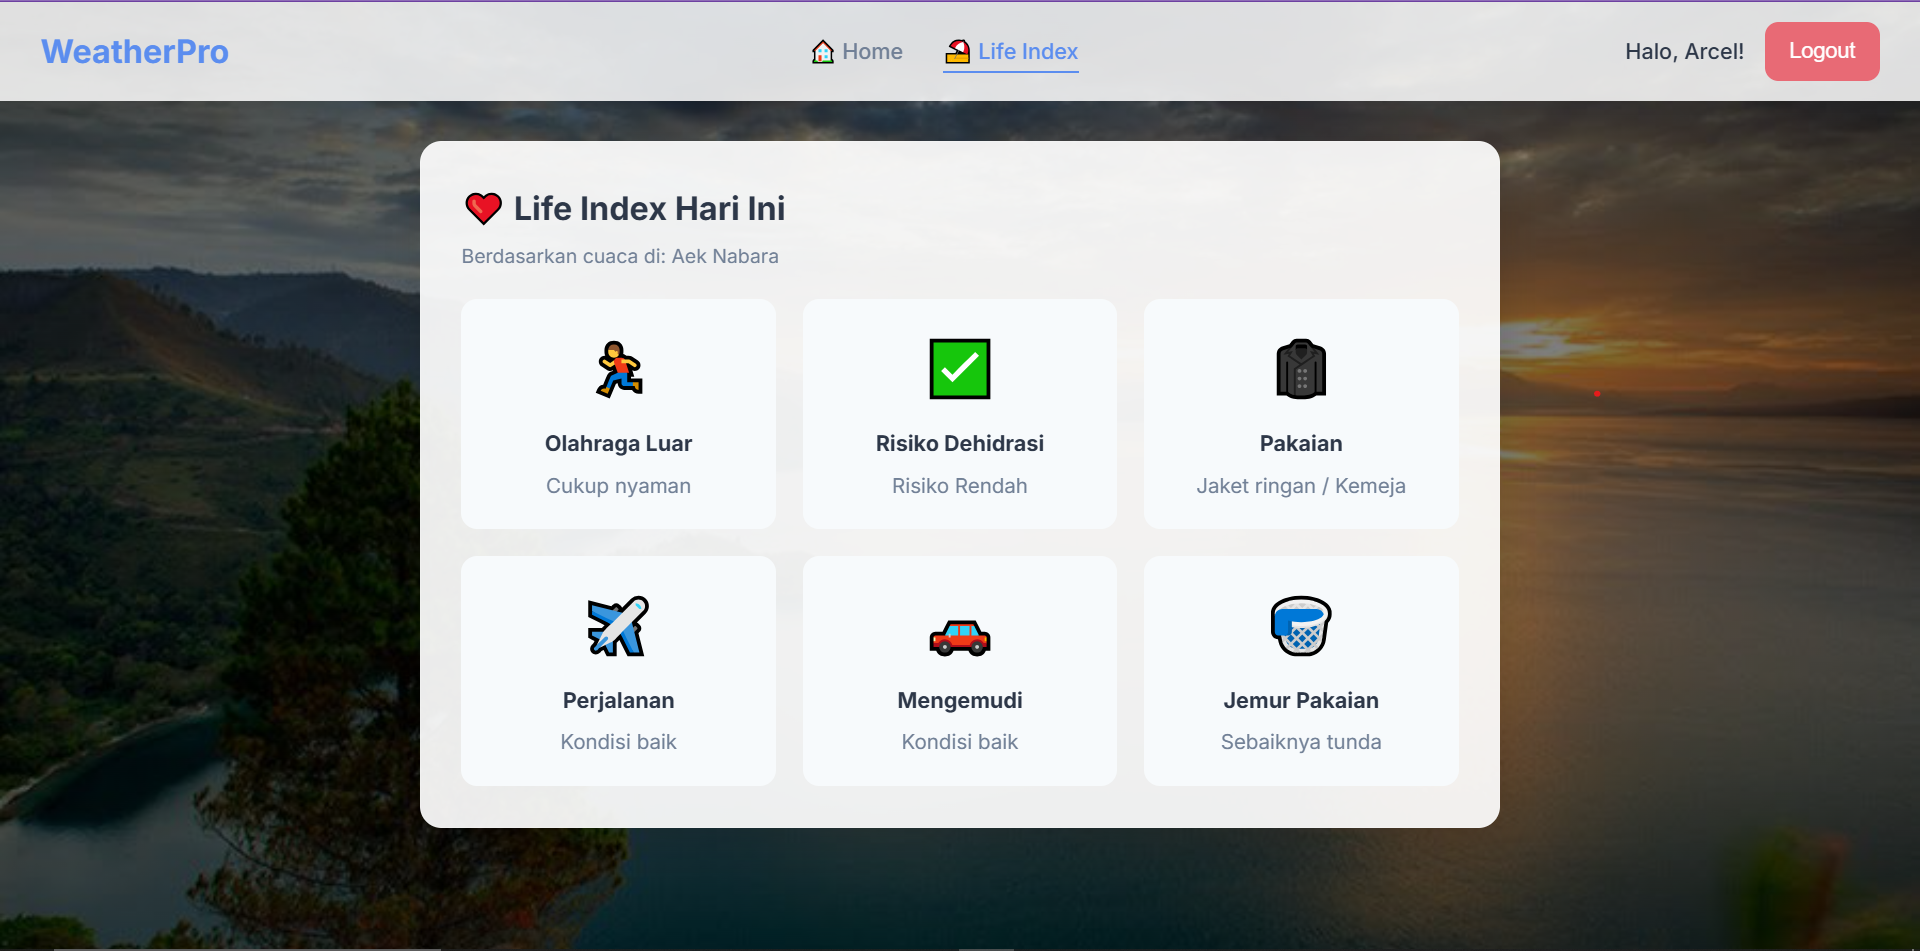 WeatherPro
Home
Life Index
Halo, Arcel!
Logout
Life Index Hari Ini
Berdasarkan cuaca di: Aek Nabara
Olahraga Luar
Cukup nyaman
Risiko Dehidrasi
Risiko Rendah
Pakaian
Jaket ringan / Kemeja
Perjalanan
Kondisi baik
Mengemudi
Kondisi baik
Jemur Pakaian
Sebaiknya tunda